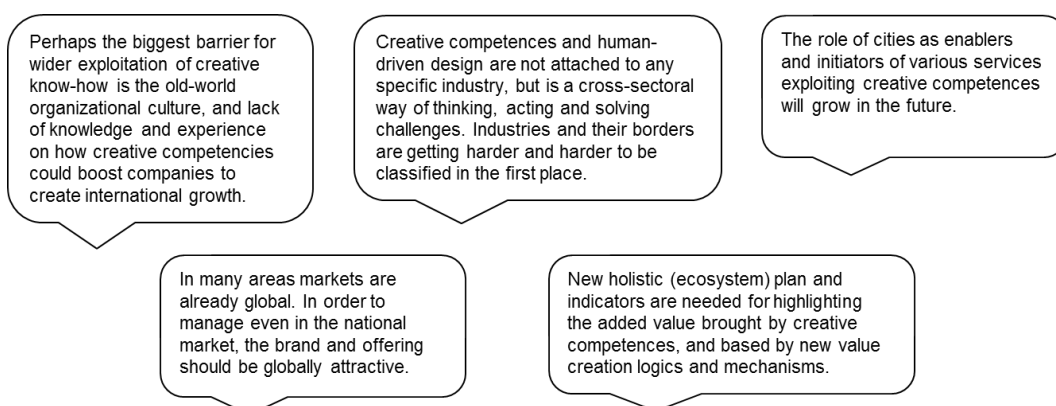 Perhaps the biggest barrier for
wider exploitation of creative
know-how is the old-world
organizational culture, and lack
of knowledge and experience
on how creative competencies
could boost companies to
create international growth.
Creative competences and human-
driven design are not attached to any
specific industry, but is a cross-sectoral
way of thinking, acting and solving
challenges. Industries and their borders
are getting harder and harder to be
classified in the first place.
The role of cities as enablers
and initiators of various services
exploiting creative competences
will grow in the future.
In many areas markets are
already global. In order to
manage even in the national
market, the brand and offering
should be globally attractive.
New holistic (ecosystem) plan and
indicators are needed for highlighting
the added value brought by creative
competences, and based by new value
creation logics and mechanisms.